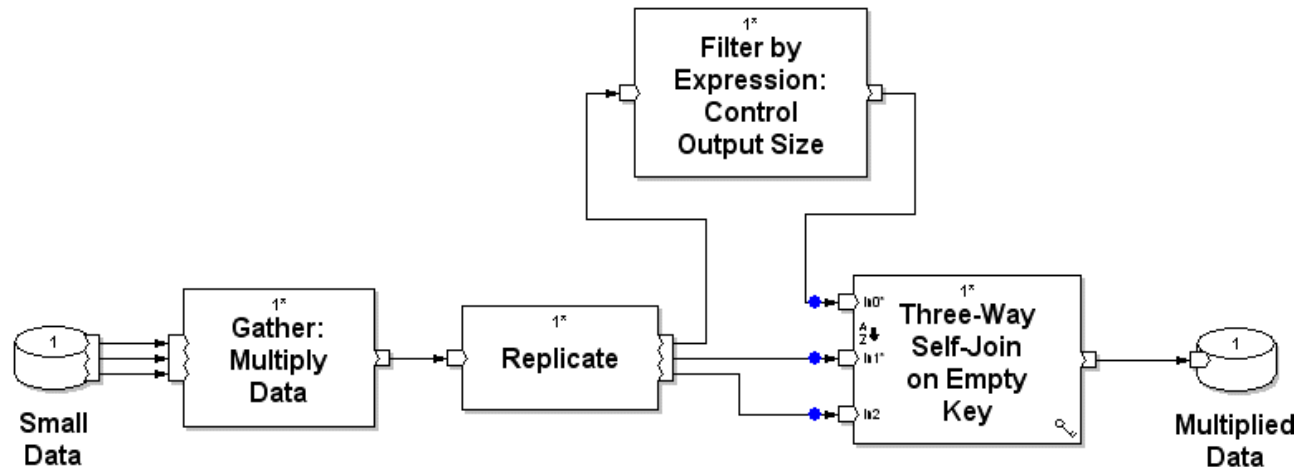 1*
Filter by
Expression:
Control
Output Size
1
Small
Data
1*
Gather:
Multiply
Data
1*
Replicate
1*
In0*
A
Z
In1*
In2
Three-Way
Self-Join
on Empty
Key
1
Multiplied
Data